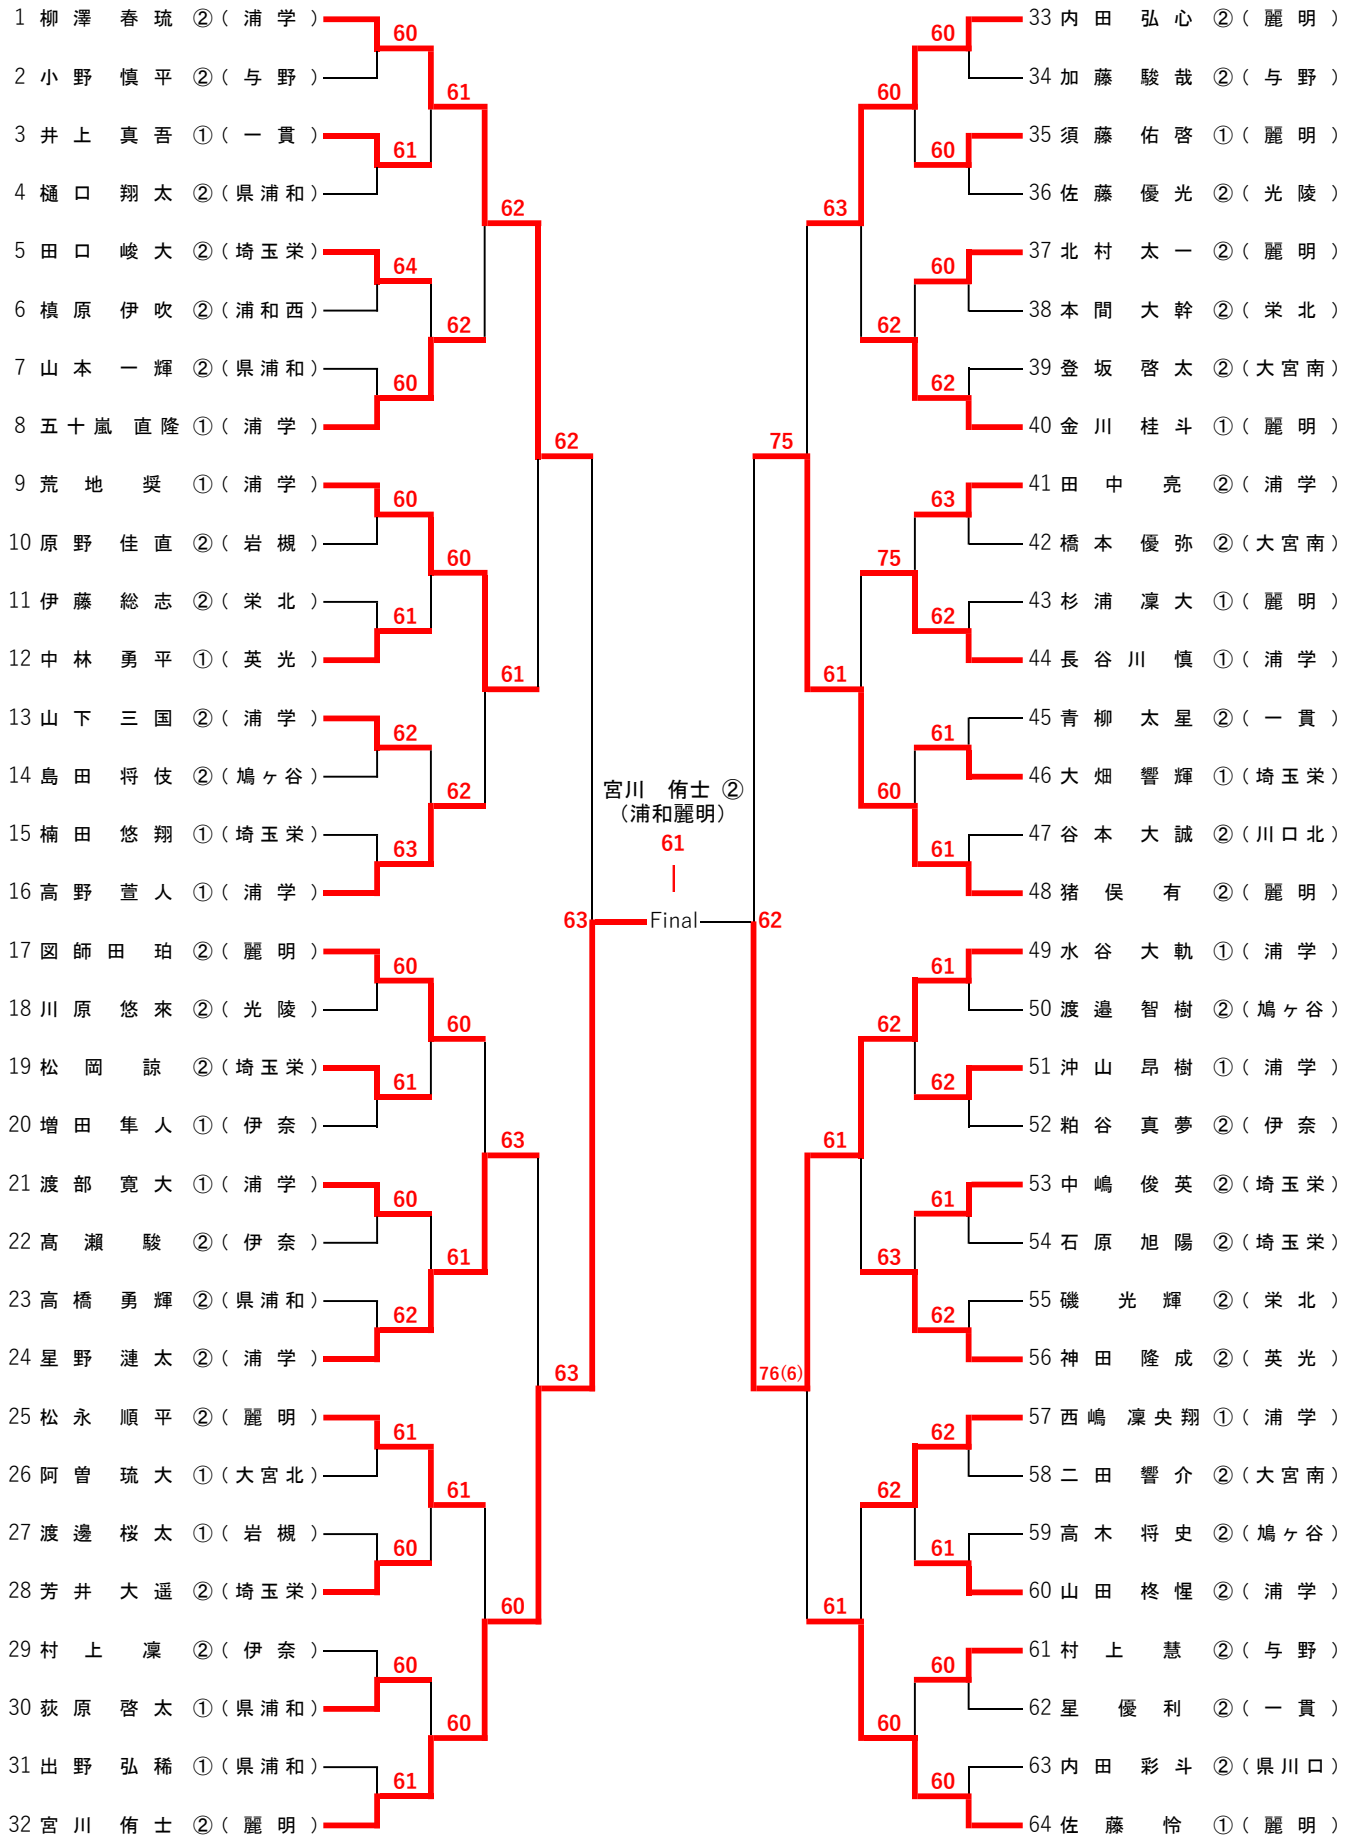 1 柳澤 春琉 ②(浦学)
60
2 小野 慎平 ②(与野)
61
3 井上 真吾 ①(一貫)
61
4 樋口 翔太 ②(県浦和)
62
5 田口 峻大 ②(埼玉栄)
64
6 槙原 伊吹 ②(浦和西)
62
7 山本 一輝 ②(県浦和)
60
8 五十嵐 直隆 ①(浦学)
62
9 荒地 奨 ①(浦学)
60
10 原野 佳直 ②(岩槻)
60
11 伊藤 総志 ②(栄北)
61
12 中林 勇平 ①(英光)
61
13 山下 三国 ②(浦学)
62
14 島田 将伎 ②(鳩ヶ谷)
62
15 楠田 悠翔 ①(埼玉栄)
63
16 高野 萱人 ①(浦学)
63
17 図師田 珀 ②(麗明)
60
18 川原 悠來 ②(光陵)
60
19 松岡 諒 ②(埼玉栄)
61
20 増田 隼人 ①(伊奈)
63
21 渡部 寛大 ①(浦学)
60
22 髙瀨 駿 ②(伊奈)
61
23 高橋 勇輝 ②(県浦和)
62
24 星野 漣太 ②(浦学)
63
25 松永 順平 ②(麗明)
61
26 阿曽 琉大 ①(大宮北)
61
27 渡邊 桜太 ①(岩槻)
60
28 芳井 大遥 ②(埼玉栄)
60
29 村上 凜 ②(伊奈)
60
30 荻原 啓太 ①(県浦和)
60
31 出野 弘稀 ①(県浦和)
61
32 宮川 侑士 ②(麗明)
宮川 侑士 ②
(浦和麗明)
61
Final
33 内田 弘心 ②(麗明)
60
34 加藤 駿哉 ②(与野)
60
35 須藤 佑啓 ①(麗明)
60
36 佐藤 優光 ②(光陵)
63
37 北村 太一 ②(麗明)
60
38 本間 大幹 ②(栄北)
62
39 登坂 啓太 ②(大宮南)
62
40 金川 桂斗 ①(麗明)
75
41 田中 亮 ②(浦学)
63
42 橋本 優弥 ②(大宮南)
75
43 杉浦 凜大 ①(麗明)
62
44 長谷川 慎 ①(浦学)
61
45 青柳 太星 ②(一貫)
61
46 大畑 響輝 ①(埼玉栄)
60
47 谷本 大誠 ②(川口北)
61
48 猪俣 有 ②(麗明)
62
49 水谷 大軌 ①(浦学)
61
50 渡邉 智樹 ②(鳩ヶ谷)
62
51 沖山 昂樹 ①(浦学)
62
52 粕谷 真夢 ②(伊奈)
61
53 中嶋 俊英 ②(埼玉栄)
61
54 石原 旭陽 ②(埼玉栄)
63
55 磯 光輝 ②(栄北)
62
56 神田 隆成 ②(英光)
76(6)
57 西嶋 凜央翔 ①(浦学)
62
58 二田 響介 ②(大宮南)
62
59 高木 将史 ②(鳩ヶ谷)
61
60 山田 柊惺 ②(浦学)
61
61 村上 慧 ②(与野)
60
62 星 優利 ②(一貫)
60
63 内田 彩斗 ②(県川口)
60
64 佐藤 怜 ①(麗明)